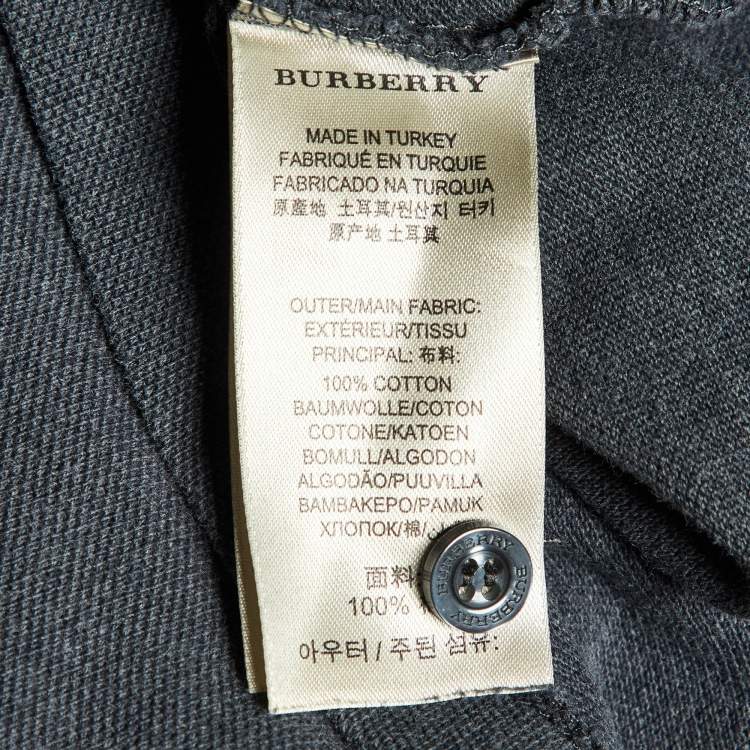 BURBERRY
MADE IN TURKEY
FABRIQUÉ EN TURQUIE
FABRICADO NA TURQUIA
原產地 土耳其/원산지 터키
原产地 土耳其
OUTER/MAIN FABRIC:
EXTÉRIEUR/TISSU
PRINCIPAL: 布料:
100% COTTON
BAUMWOLLE/COTON
COTONE/KATOEN
BOMULL/ALGODON
ALGODÃO/PUUVILLA
ΒΑΜΒΑΚΕΡΟ/PAMUK
ХЛОПОК/棉/
面料
100%
아우터 / 주된 섬유:
BURBERRY
BURBERRY